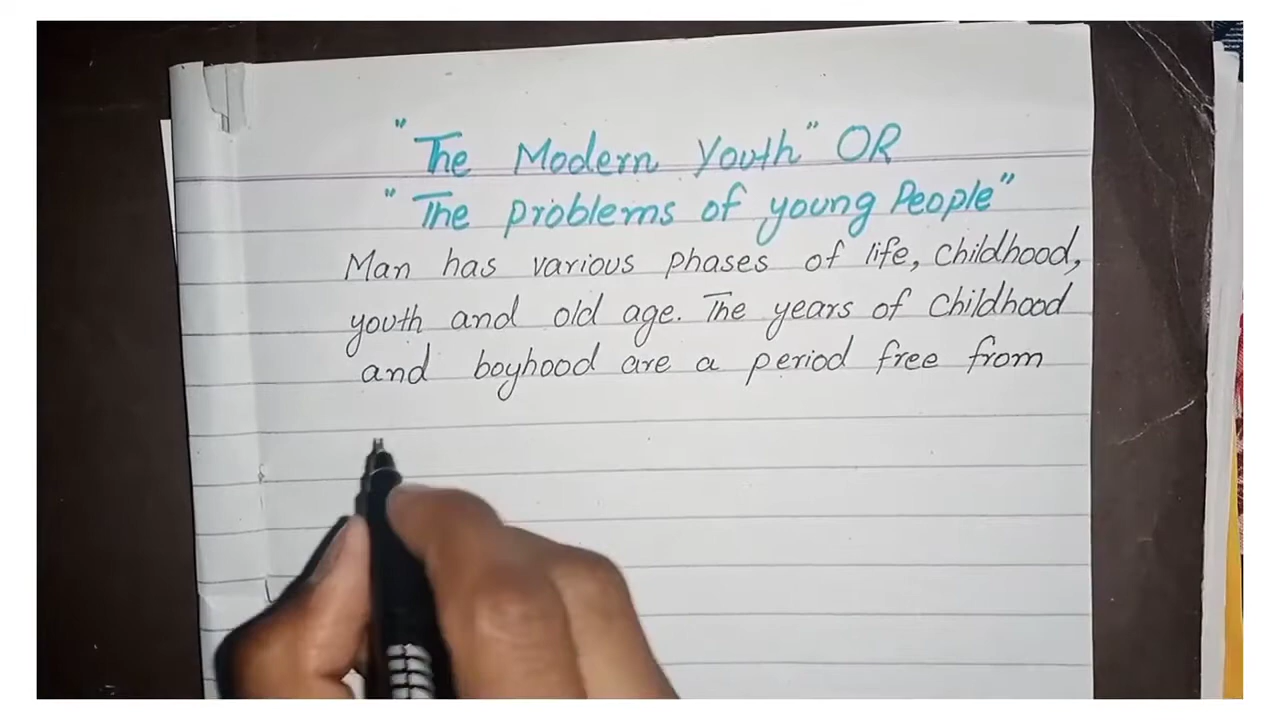 "The Modern Youth" OR
"The problems of young People"
Man has various phases of life, childhood,
youth and old age. The years of childhood
and boyhood are a period free from